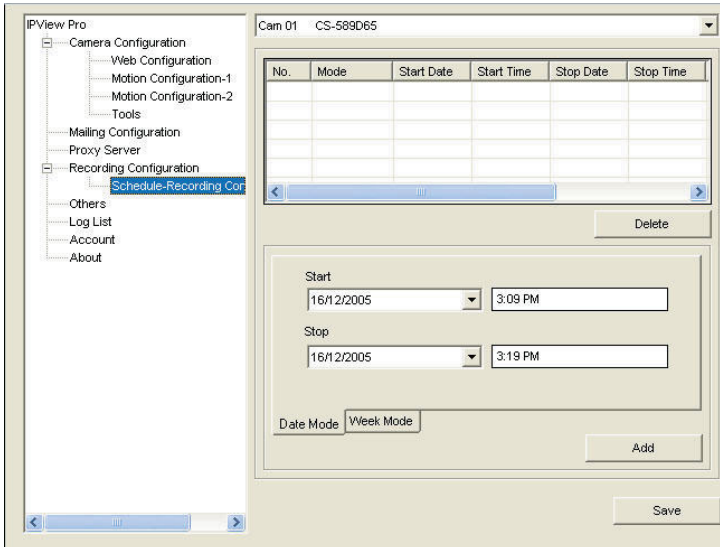 IPView Pro
Camera Configuration
Web Configuration
Motion Configuration-1
Motion Configuration-2
Tools
Mailing Configuration
Proxy Server
Recording Configuration
Schedule-Recording Con
Others
Log List
Account
About
Cam 01 CS-589D65
No. Mode Start Date Start Time Stop Date Stop Time
Delete
Start
16/12/2005 3:09 PM
Stop
16/12/2005 3:19 PM
Date Mode Week Mode
Add
Save